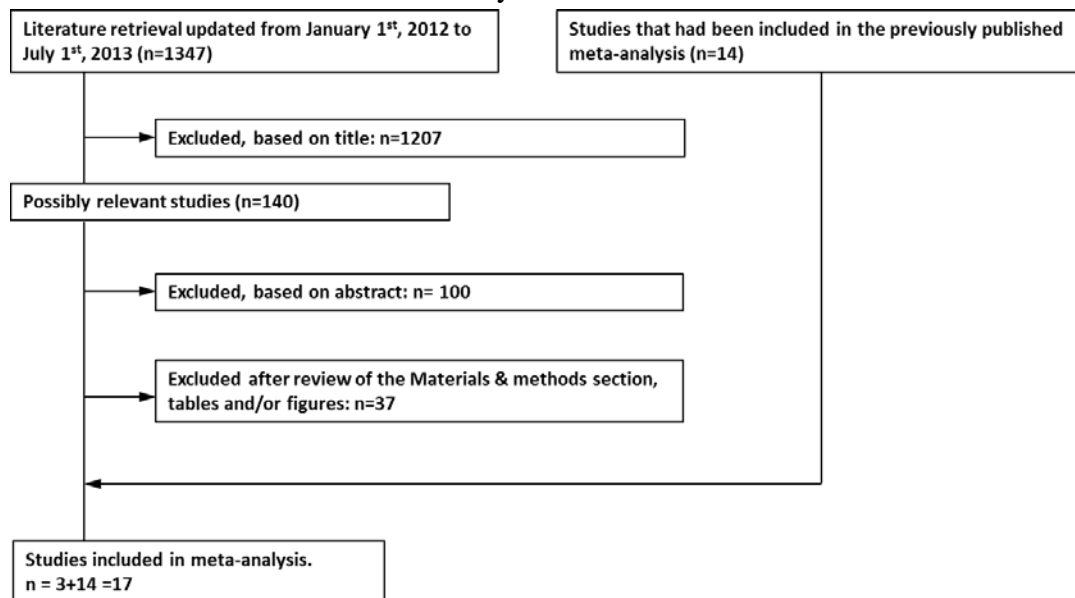 Literature retrieval updated from January 1st, 2012 to
July 1st, 2013 (n=1347)
Studies that had been included in the previously published
meta-analysis (n=14)
Excluded, based on title: n=1207
Possibly relevant studies (n=140)
Excluded, based on abstract: n= 100
Excluded after review of the Materials & methods section,
tables and/or figures: n=37
Studies included in meta-analysis.
n = 3+14 =17